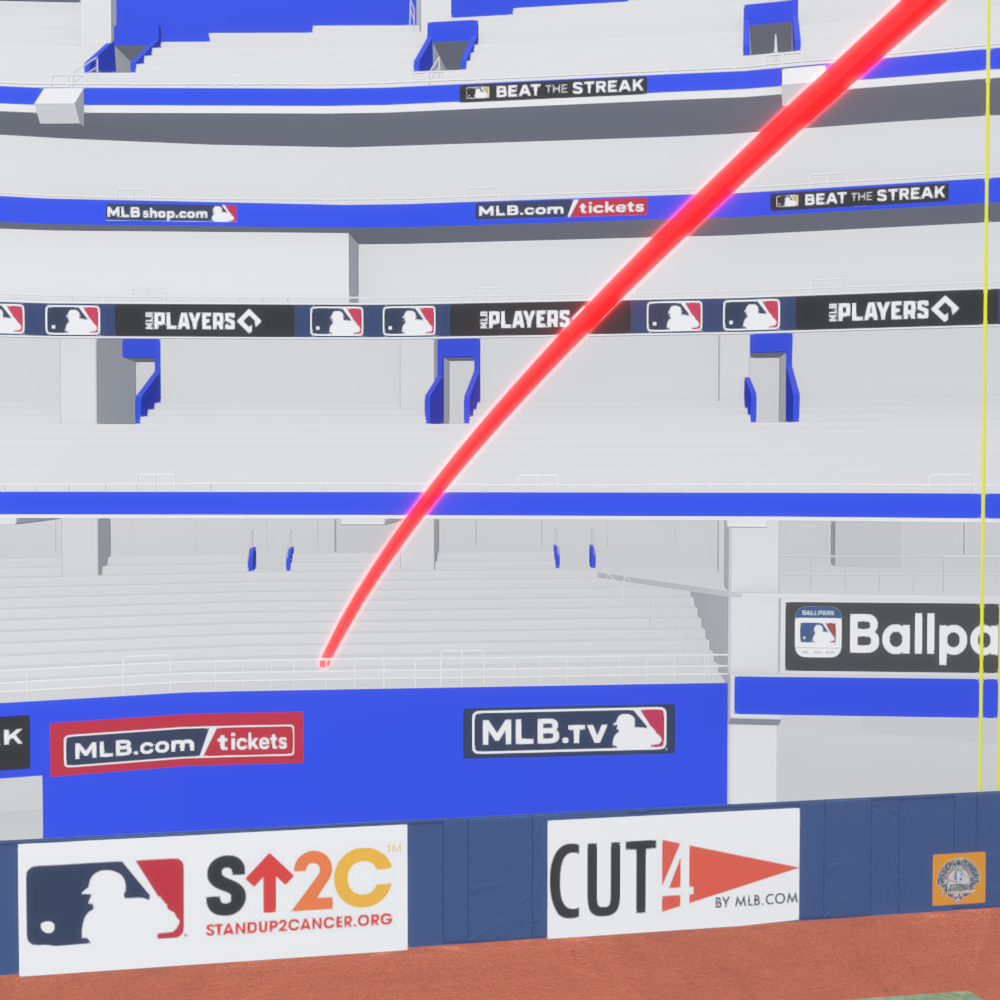 BEAT THE STREAK
MLBshop.com
MLB.com/tickets
BEAT THE STREAK
MLB PLAYERS
MLB PLAYERS
MLB PLAYERS
BALLPARK
Ballpa
K
MLB.com/tickets
MLB.TV
S↑2C™
STANDUP2CANCER.ORG
CUT4
BY MLB.COM